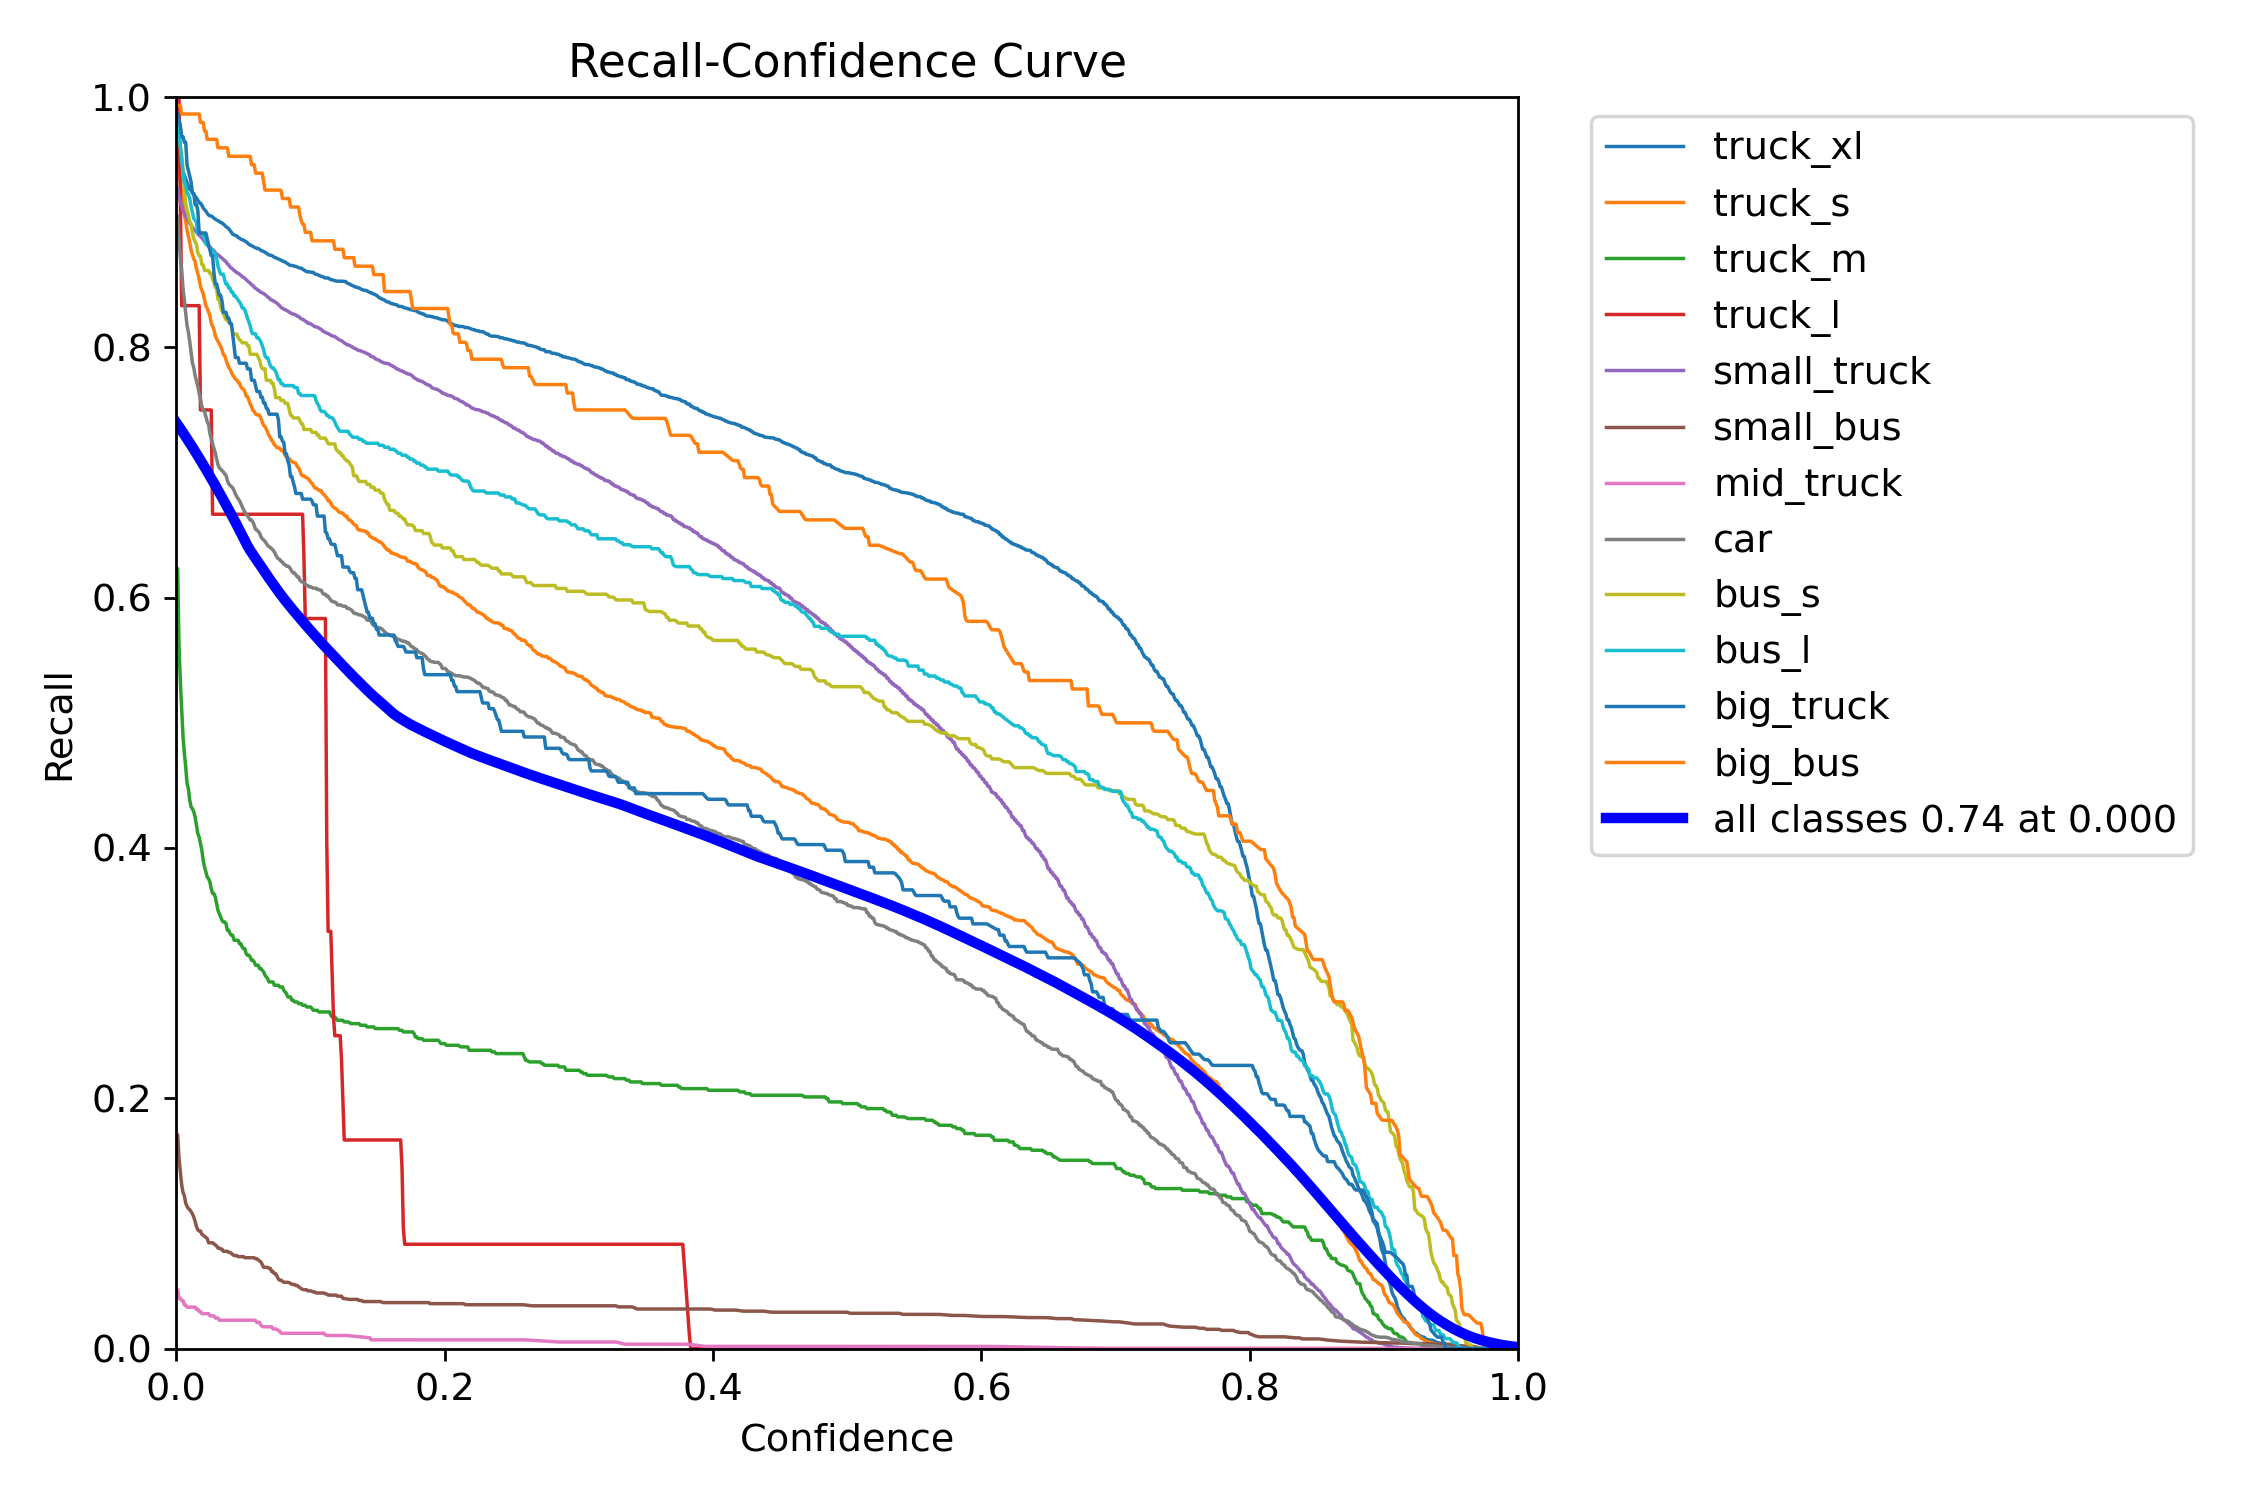 Recall-Confidence Curve
1.0
0.8
0.6
0.4
0.2
0.0
Recall
0.0 0.2 0.4 0.6 0.8 1.0
Confidence
truck_xl
truck_s
truck_m
truck_l
small_truck
small_bus
mid_truck
car
bus_s
bus_l
big_truck
big_bus
all classes 0.74 at 0.000